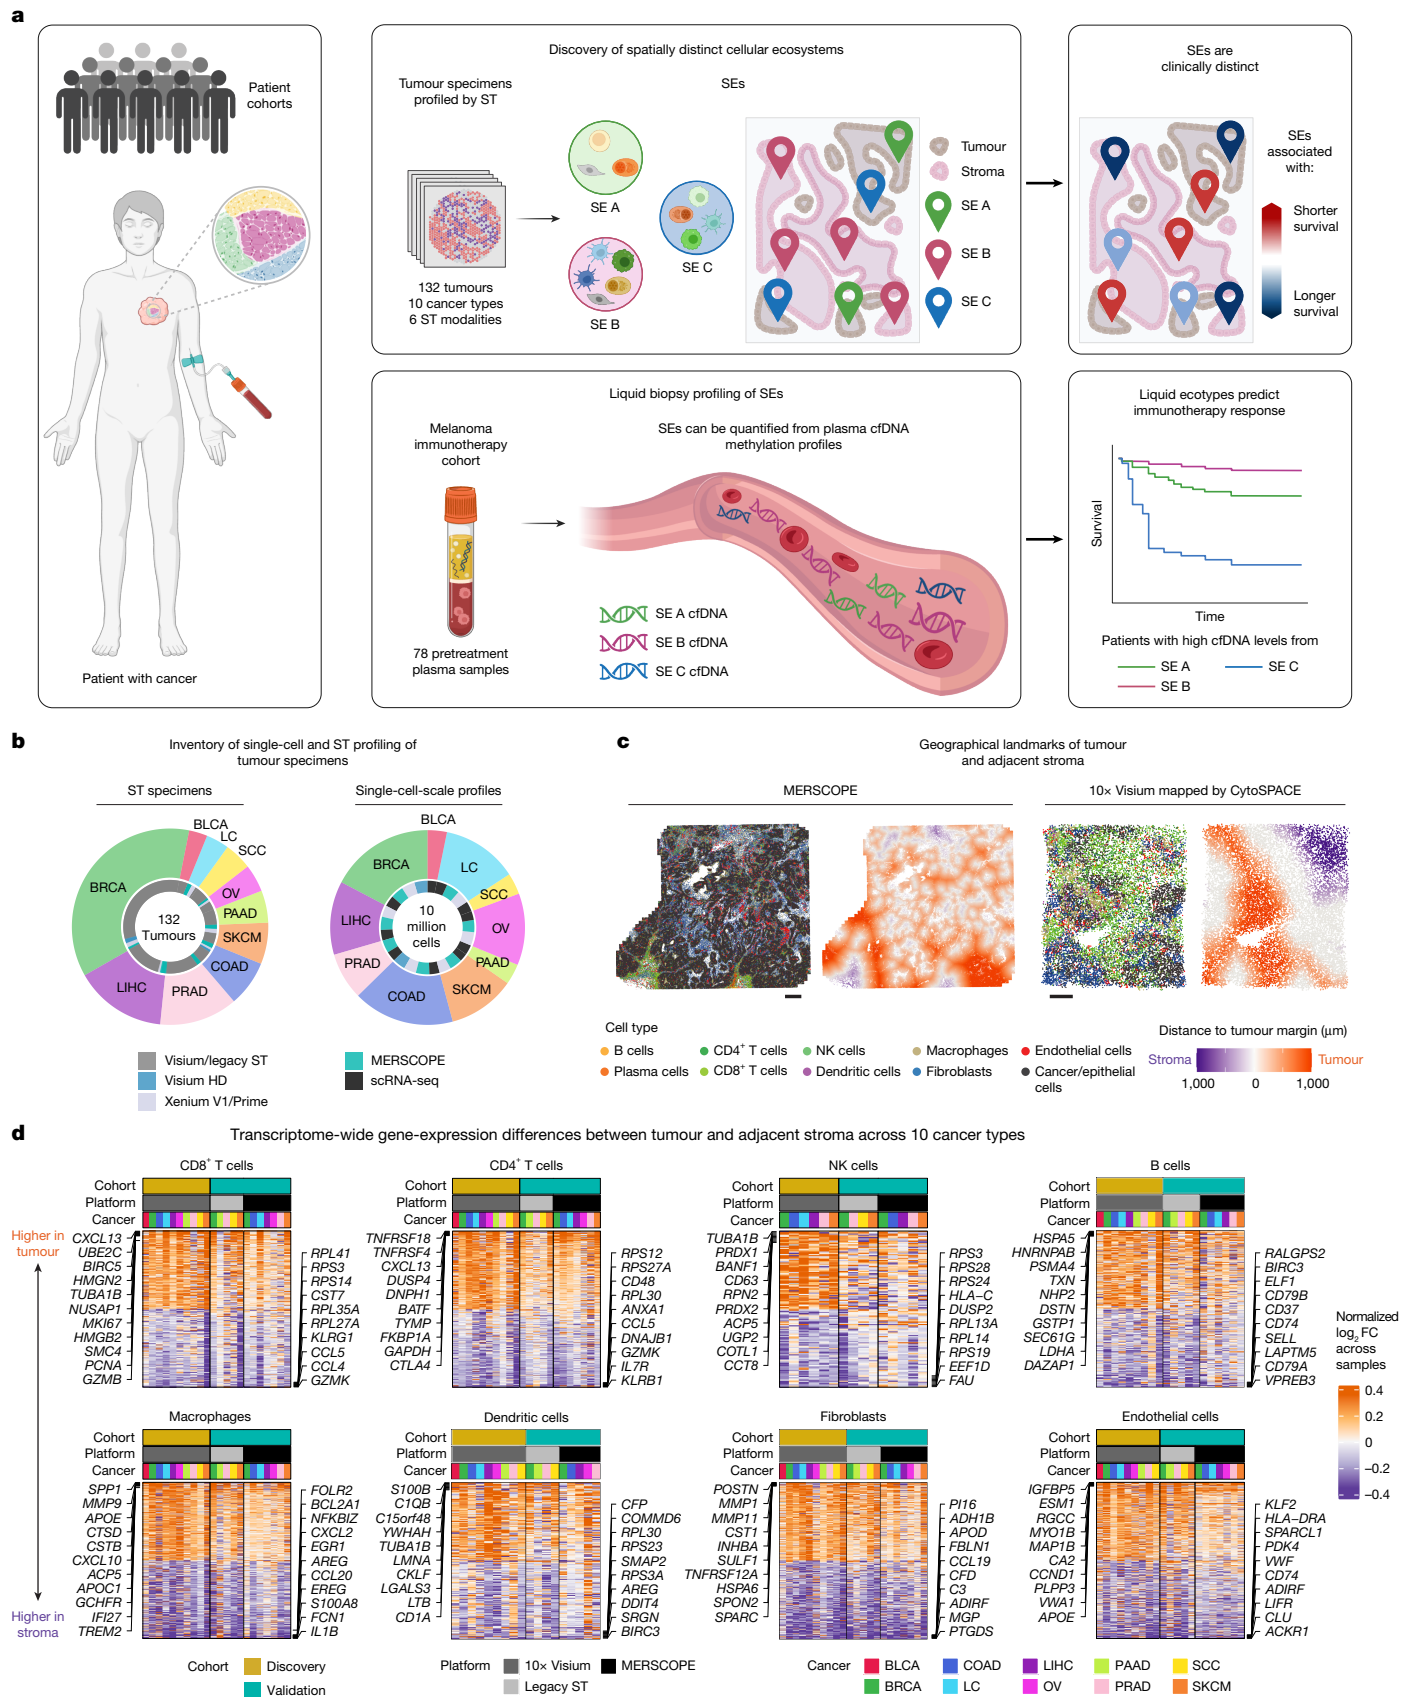 a
Patient
cohorts
Patient with cancer
Discovery of spatially distinct cellular ecosystems
Tumour specimens
profiled by ST
SEs
132 tumours
10 cancer types
6 ST modalities
SE A
SE B
SE C
Tumour
Stroma
SE A
SE B
SE C
SEs are
clinically distinct
SEs
associated
with:
Shorter
survival
Longer
survival
Liquid biopsy profiling of SEs
Melanoma
immunotherapy
cohort
SEs can be quantified from plasma cfDNA
methylation profiles
78 pretreatment
plasma samples
SE A cfDNA
SE B cfDNA
SE C cfDNA
Liquid ecotypes predict
immunotherapy response
Survival
Time
Patients with high cfDNA levels from
SE A
SE C
SE B
b
Inventory of single-cell and ST profiling of
tumour specimens
ST specimens
BLCA
LC
SCC
OV
PAAD
SKCM
COAD
PRAD
LIHC
BRCA
132
Tumours
Single-cell-scale profiles
BLCA
LC
SCC
OV
PAAD
SKCM
COAD
PRAD
LIHC
BRCA
10
million
cells
Visium/legacy ST
Visium HD
Xenium V1/Prime
MERSCOPE
scRNA-seq
c
Geographical landmarks of tumour
and adjacent stroma
MERSCOPE
10× Visium mapped by CytoSPACE
Cell type
B cells
Plasma cells
CD4+ T cells
CD8+ T cells
NK cells
Dendritic cells
Macrophages
Fibroblasts
Endothelial cells
Cancer/epithelial
cells
Distance to tumour margin (μm)
Stroma
Tumour
1,000
0
1,000
d
Transcriptome-wide gene-expression differences between tumour and adjacent stroma across 10 cancer types
Higher in
tumour
Higher in
stroma
CD8+ T cells
Cohort
Platform
Cancer
CXCL13
UBE2C
BIRC5
HMGN2
TUBA1B
NUSAP1
MKI67
HMGB2
SMC4
PCNA
GZMB
RPL41
RPS3
RPS14
CST7
RPL35A
RPL27A
KLRG1
CCL5
CCL4
GZMK
CD4+ T cells
Cohort
Platform
Cancer
TNFRSF18
TNFRSF4
CXCL13
DUSP4
DNPH1
BATF
TYMP
FKBP1A
GAPDH
CTLA4
RPS12
RPS27A
CD48
RPL30
ANXA1
CCL5
DNAJB1
GZMK
IL7R
KLRB1
NK cells
Cohort
Platform
Cancer
TUBA1B
PRDX1
BANF1
CD63
RPN2
PRDX2
ACP5
UGP2
COTL1
CCT8
RPS3
RPS28
RPS24
HLA−C
DUSP2
RPL13A
RPL14
RPS19
EEF1D
FAU
B cells
Cohort
Platform
Cancer
HSPA5
HNRNPAB
PSMA4
TXN
NHP2
DSTN
GSTP1
SEC61G
LDHA
DAZAP1
RALGPS2
BIRC3
ELF1
CD79B
CD37
CD74
SELL
LAPTM5
CD79A
VPREB3
Macrophages
Cohort
Platform
Cancer
SPP1
MMP9
APOE
CTSD
CSTB
CXCL10
ACP5
APOC1
GCHFR
IFI27
TREM2
FOLR2
BCL2A1
NFKBIZ
CXCL2
EGR1
AREG
CCL20
EREG
S100A8
FCN1
IL1B
Dendritic cells
Cohort
Platform
Cancer
S100B
C1QB
C15orf48
YWHAH
TUBA1B
LMNA
CKLF
LGALS3
LTB
CD1A
CFP
COMMD6
RPL30
RPS23
SMAP2
RPS3A
AREG
DDIT4
SRGN
BIRC3
Fibroblasts
Cohort
Platform
Cancer
POSTN
MMP1
MMP11
CST1
INHBA
SULF1
TNFRSF12A
HSPA6
SPON2
SPARC
PI16
ADH1B
APOD
FBLN1
CCL19
CFD
C3
ADIRF
MGP
PTGDS
Endothelial cells
Cohort
Platform
Cancer
IGFBP5
ESM1
RGCC
MYO1B
MAP1B
CA2
CCND1
PLPP3
VWA1
APOE
KLF2
HLA−DRA
SPARCL1
PDK4
VWF
CD74
ADIRF
LIFR
CLU
ACKR1
Normalized
log2 FC
across
samples
0.4
0.2
0
−0.2
−0.4
Cohort
Discovery
Validation
Platform
10× Visium
MERSCOPE
Legacy ST
Cancer
BLCA
COAD
LIHC
PAAD
SCC
BRCA
LC
OV
PRAD
SKCM